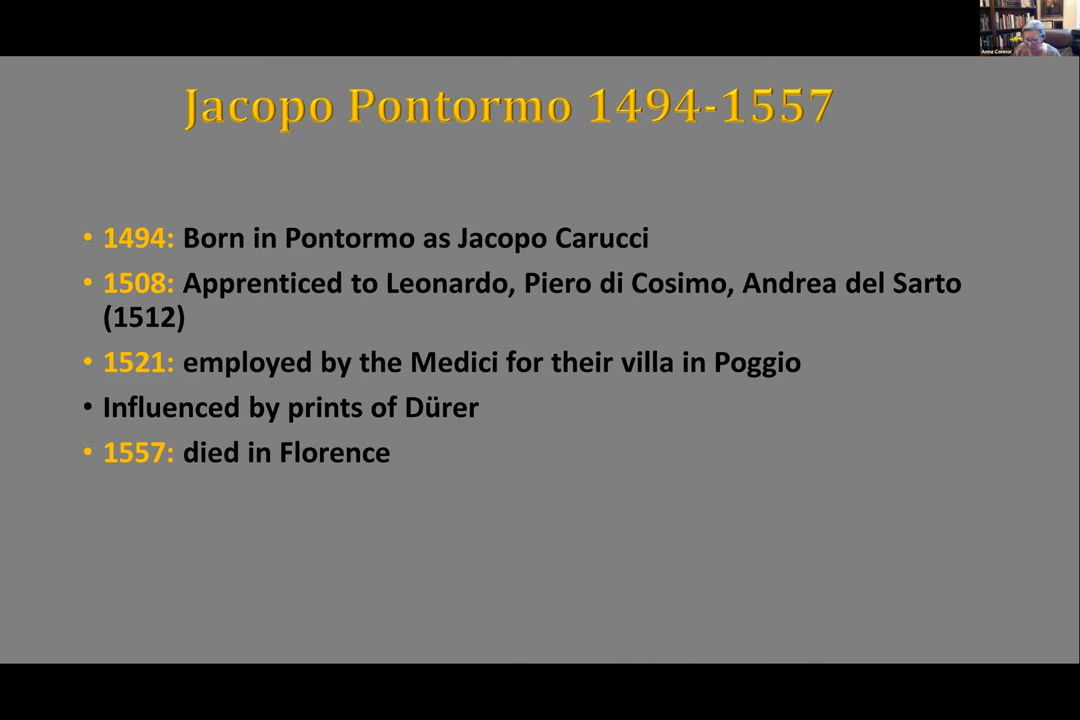 Anne Connor
Jacopo Pontormo 1494-1557
• 1494: Born in Pontormo as Jacopo Carucci
• 1508: Apprenticed to Leonardo, Piero di Cosimo, Andrea del Sarto
(1512)
• 1521: employed by the Medici for their villa in Poggio
• Influenced by prints of Dürer
• 1557: died in Florence